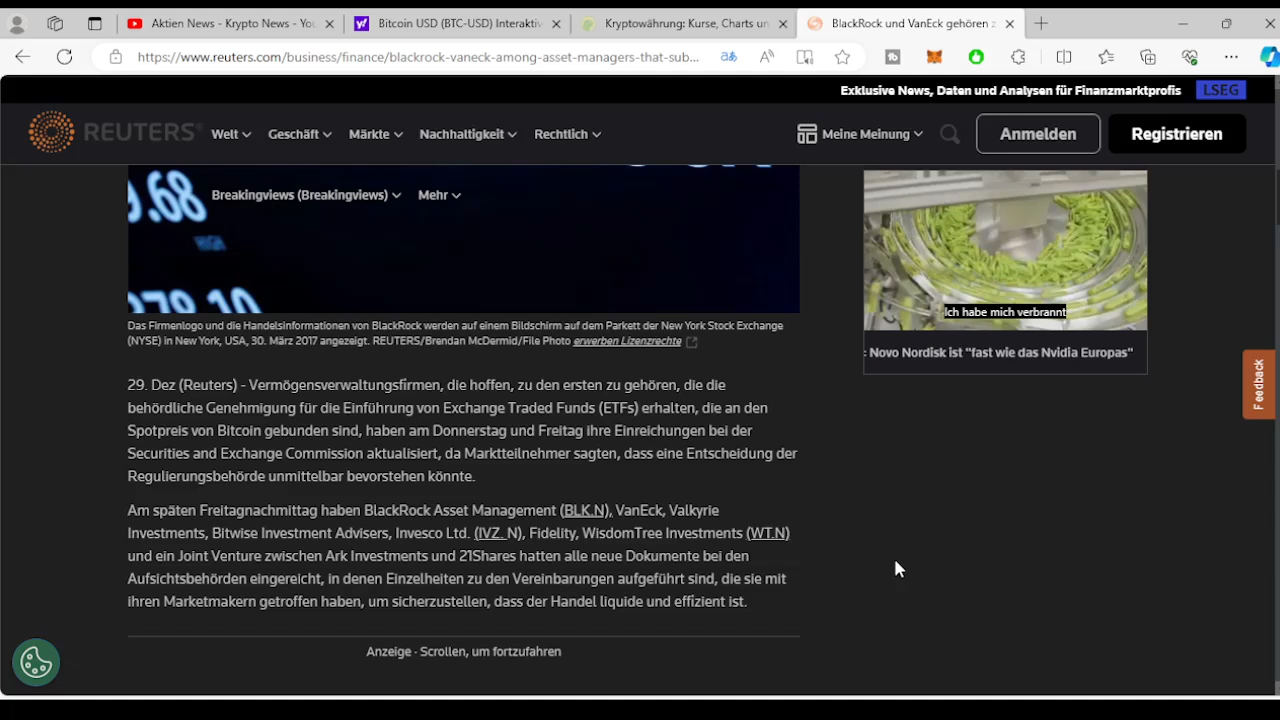 Aktien News - Krypto News - You
Bitcoin USD (BTC-USD) Interaktiv
Kryptowährung: Kurse, Charts un
BlackRock und VanEck gehören z
https://www.reuters.com/business/finance/blackrock-vaneck-among-asset-managers-that-sub...
Exklusive News, Daten und Analysen für Finanzmarktprofis LSEG
REUTERS® Welt Geschäft Märkte Nachhaltigkeit Rechtlich Meine Meinung Anmelden Registrieren
Breakingviews (Breakingviews) Mehr
9.68
Ich habe mich verbrannt
: Novo Nordisk ist "fast wie das Nvidia Europas"
Feedback
Das Firmenlogo und die Handelsinformationen von BlackRock werden auf einem Bildschirm auf dem Parkett der New York Stock Exchange
(NYSE) in New York, USA, 30. März 2017 angezeigt. REUTERS/Brendan McDermid/File Photo erwerben Lizenzrechte
29. Dez (Reuters) - Vermögensverwaltungsfirmen, die hoffen, zu den ersten zu gehören, die die
behördliche Genehmigung für die Einführung von Exchange Traded Funds (ETFs) erhalten, die an den
Spotpreis von Bitcoin gebunden sind, haben am Donnerstag und Freitag ihre Einreichungen bei der
Securities and Exchange Commission aktualisiert, da Marktteilnehmer sagten, dass eine Entscheidung der
Regulierungsbehörde unmittelbar bevorstehen könnte.
Am späten Freitagnachmittag haben BlackRock Asset Management (BLK.N), VanEck, Valkyrie
Investments, Bitwise Investment Advisers, Invesco Ltd. (IVZ. N), Fidelity, WisdomTree Investments (WT.N)
und ein Joint Venture zwischen Ark Investments und 21Shares hatten alle neue Dokumente bei den
Aufsichtsbehörden eingereicht, in denen Einzelheiten zu den Vereinbarungen aufgeführt sind, die sie mit
ihren Marketmakern getroffen haben, um sicherzustellen, dass der Handel liquide und effizient ist.
Anzeige · Scrollen, um fortzufahren